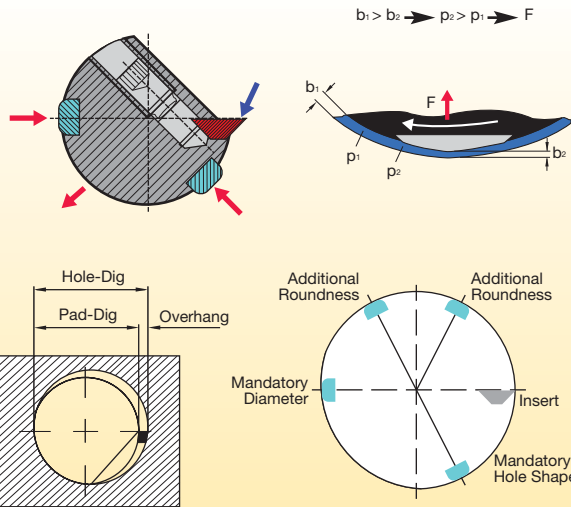 b₁ > b₂ → p₂ > p₁ → F
b₁
F
p₁
p₂
b₂
Hole-Dig
Pad-Dig
Overhang
Additional
Roundness
Additional
Roundness
Mandatory
Diameter
Insert
Mandatory
Hole Shape